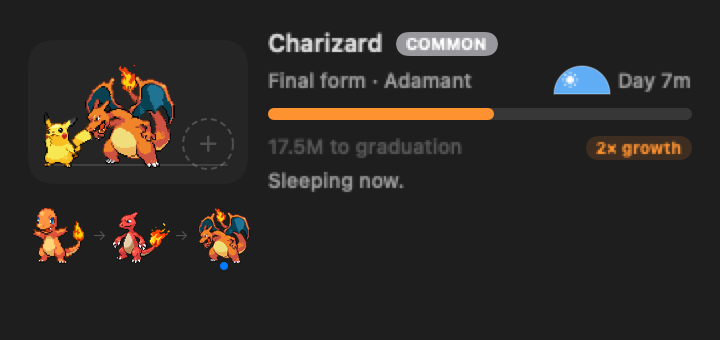 Charizard COMMON
Final form · Adamant Day 7m
17.5M to graduation 2× growth
Sleeping now.